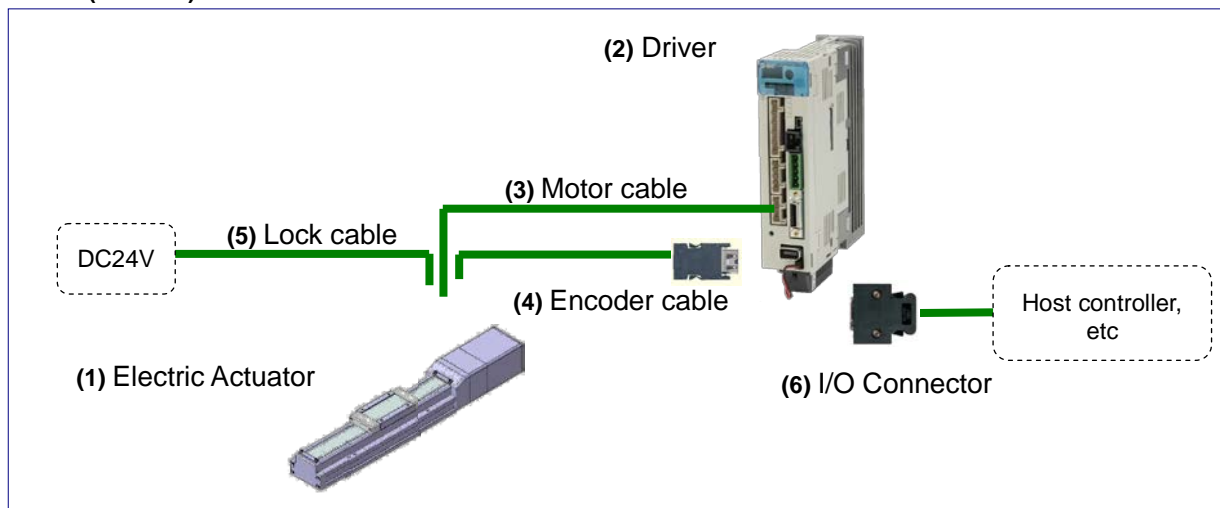 (2) Driver
(3) Motor cable
(5) Lock cable
DC24V
(4) Encoder cable
Host controller,
etc
(1) Electric Actuator
(6) I/O Connector